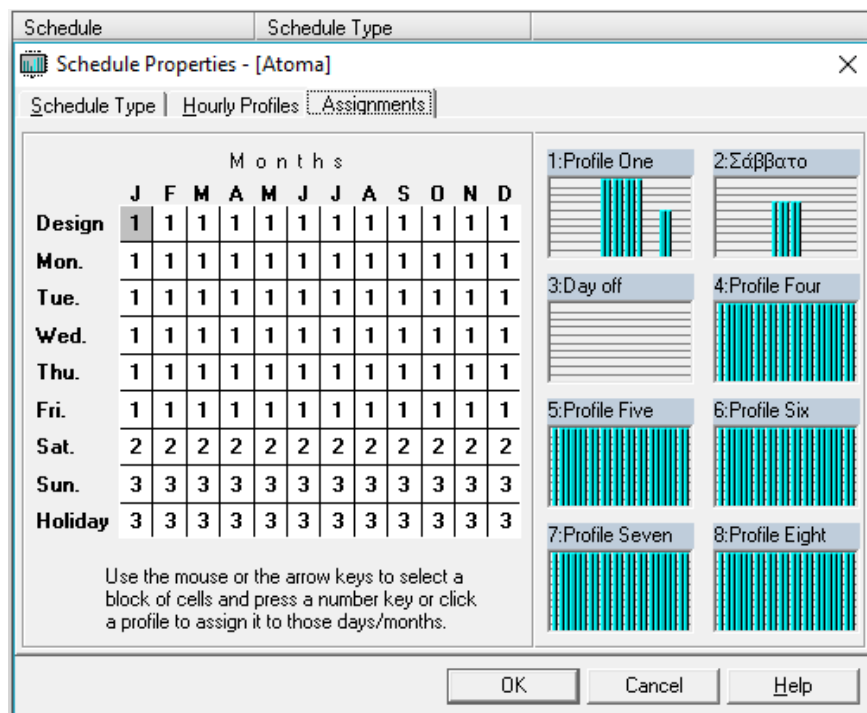 Schedule Schedule Type
Schedule Properties - [Atoma]
Schedule Type Hourly Profiles Assignments
Months
J F M A M J J A S O N D
Design 1 1 1 1 1 1 1 1 1 1 1 1
Mon. 1 1 1 1 1 1 1 1 1 1 1 1
Tue. 1 1 1 1 1 1 1 1 1 1 1 1
Wed. 1 1 1 1 1 1 1 1 1 1 1 1
Thu. 1 1 1 1 1 1 1 1 1 1 1 1
Fri. 1 1 1 1 1 1 1 1 1 1 1 1
Sat. 2 2 2 2 2 2 2 2 2 2 2 2
Sun. 3 3 3 3 3 3 3 3 3 3 3 3
Holiday 3 3 3 3 3 3 3 3 3 3 3 3
Use the mouse or the arrow keys to select a
block of cells and press a number key or click
a profile to assign it to those days/months.
1:Profile One 2:Σάββατο
3:Day off 4:Profile Four
5:Profile Five 6:Profile Six
7:Profile Seven 8:Profile Eight
OK Cancel Help